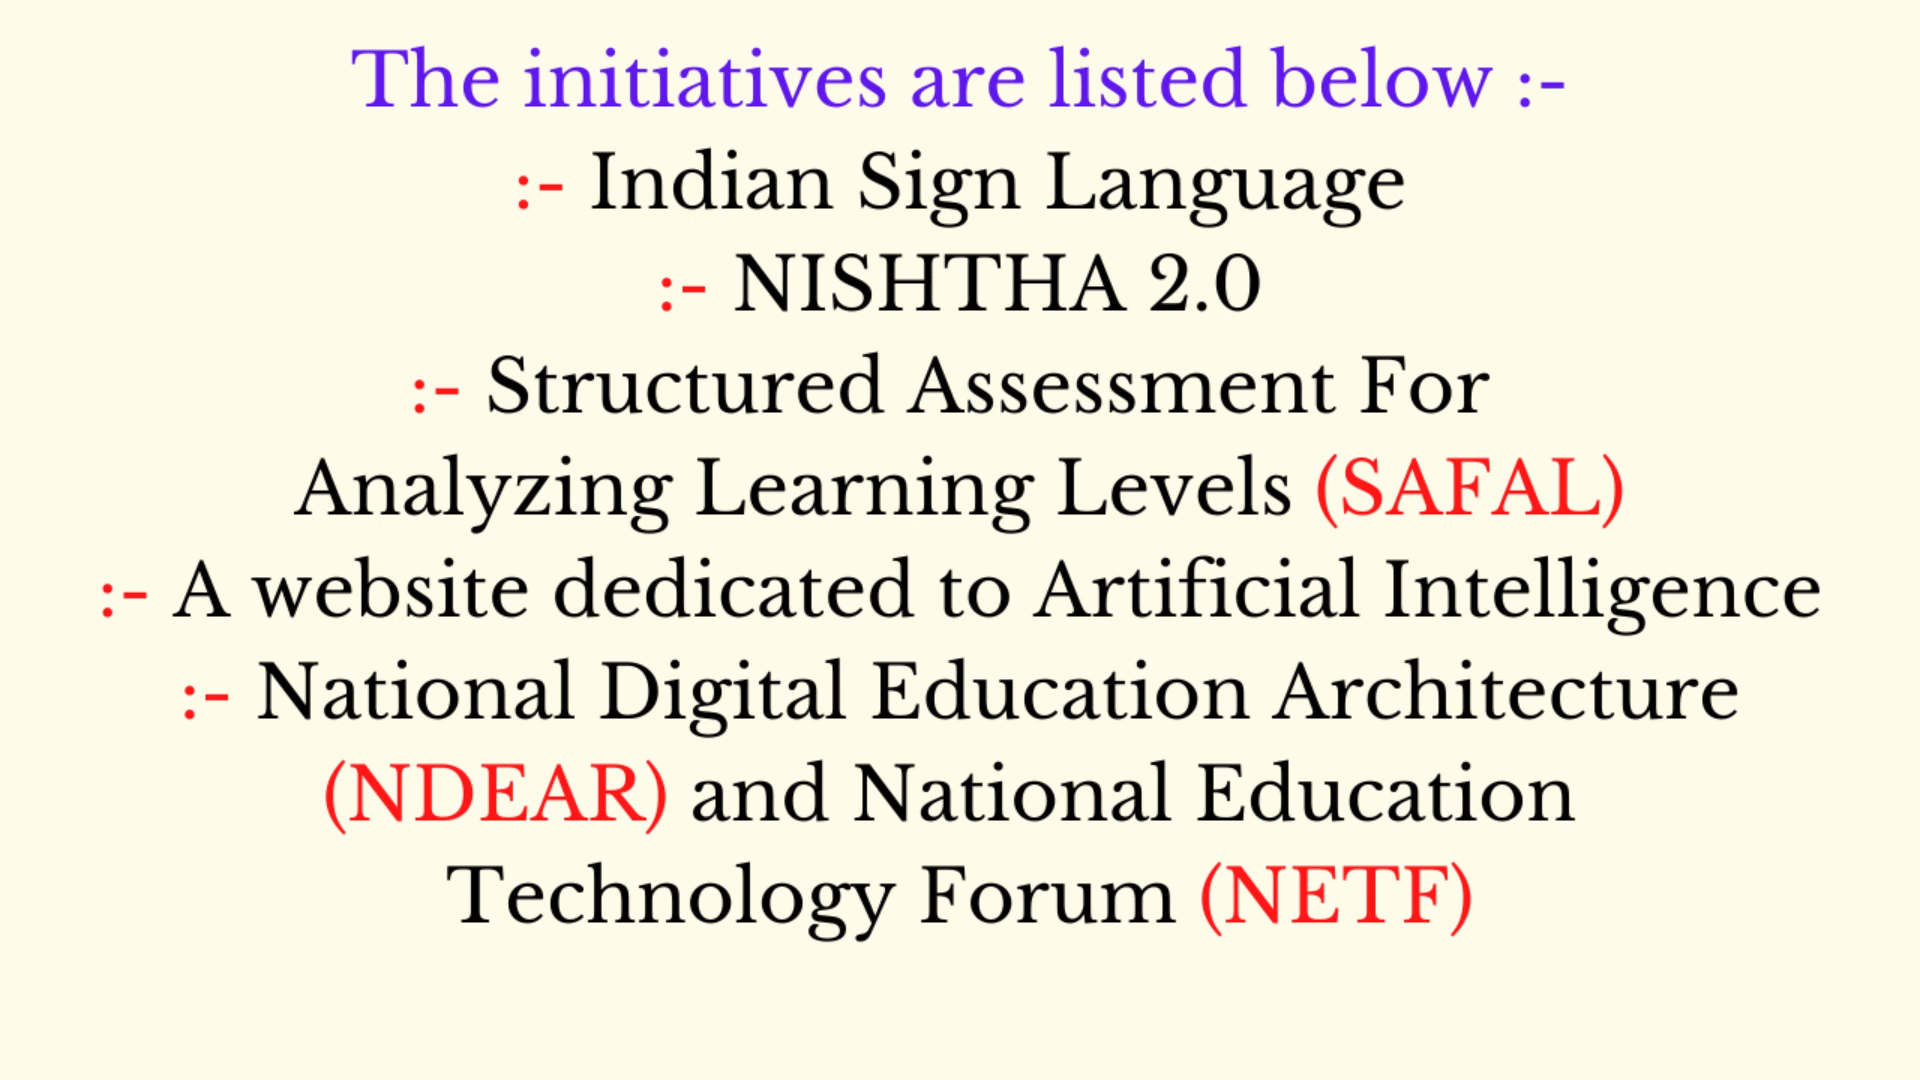 The initiatives are listed below :-
:- Indian Sign Language
:- NISHTHA 2.0
:- Structured Assessment For
Analyzing Learning Levels (SAFAL)
:- A website dedicated to Artificial Intelligence
:- National Digital Education Architecture
(NDEAR) and National Education
Technology Forum (NETF)